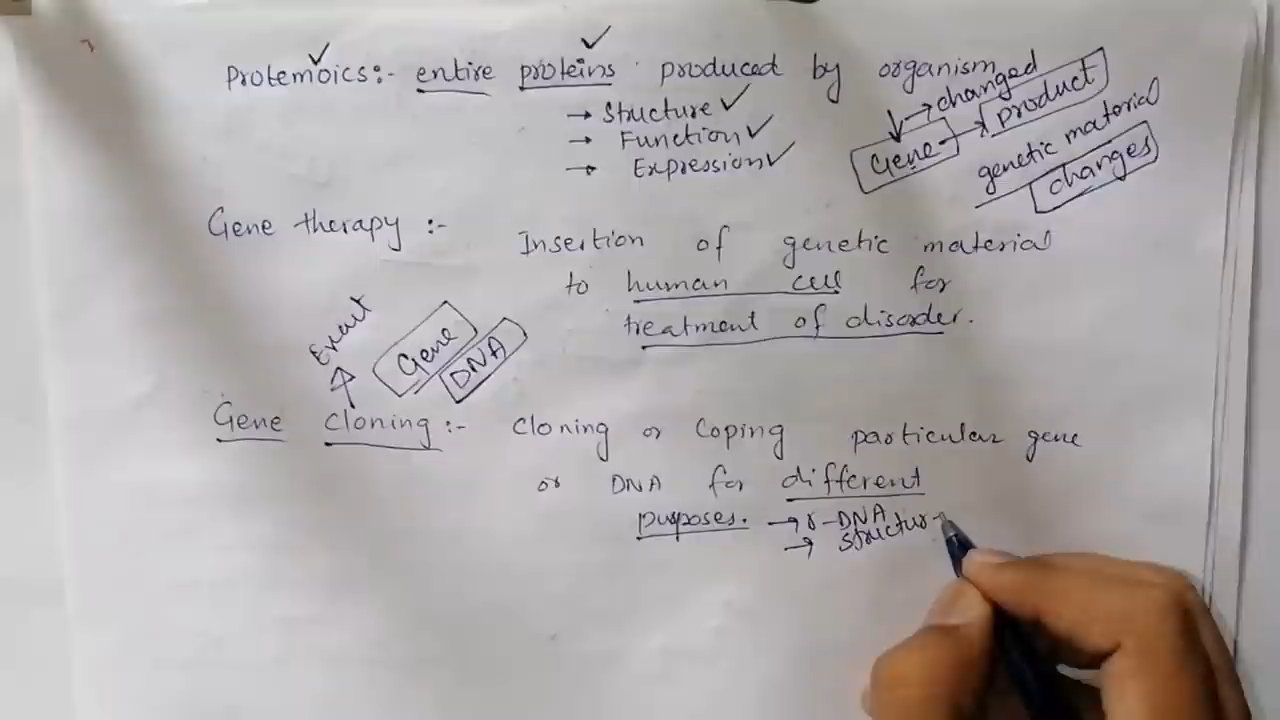 Protemoics:- entire proteins produced by organism
→ Structure ✓
→ Function ✓
→ Expression ✓
→ changed
Gene → product
genetic material
changes
Gene therapy :- Insertion of genetic material
to human cell for
treatment of disorder.
Gene
DNA
Gene Cloning :- Cloning or Coping particular gene
or DNA for different
purposes. → r-DNA
→ structur